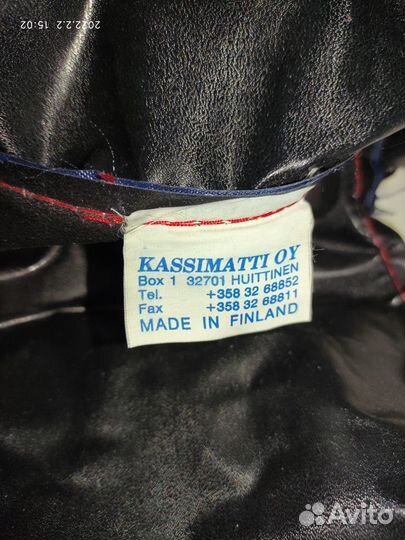 2022.2.2 15:02
KASSIMATTI OY
Box 1 32701 HUITTINEN
Tel. +358 32 68852
Fax +358 32 68811
MADE IN FINLAND
Avito